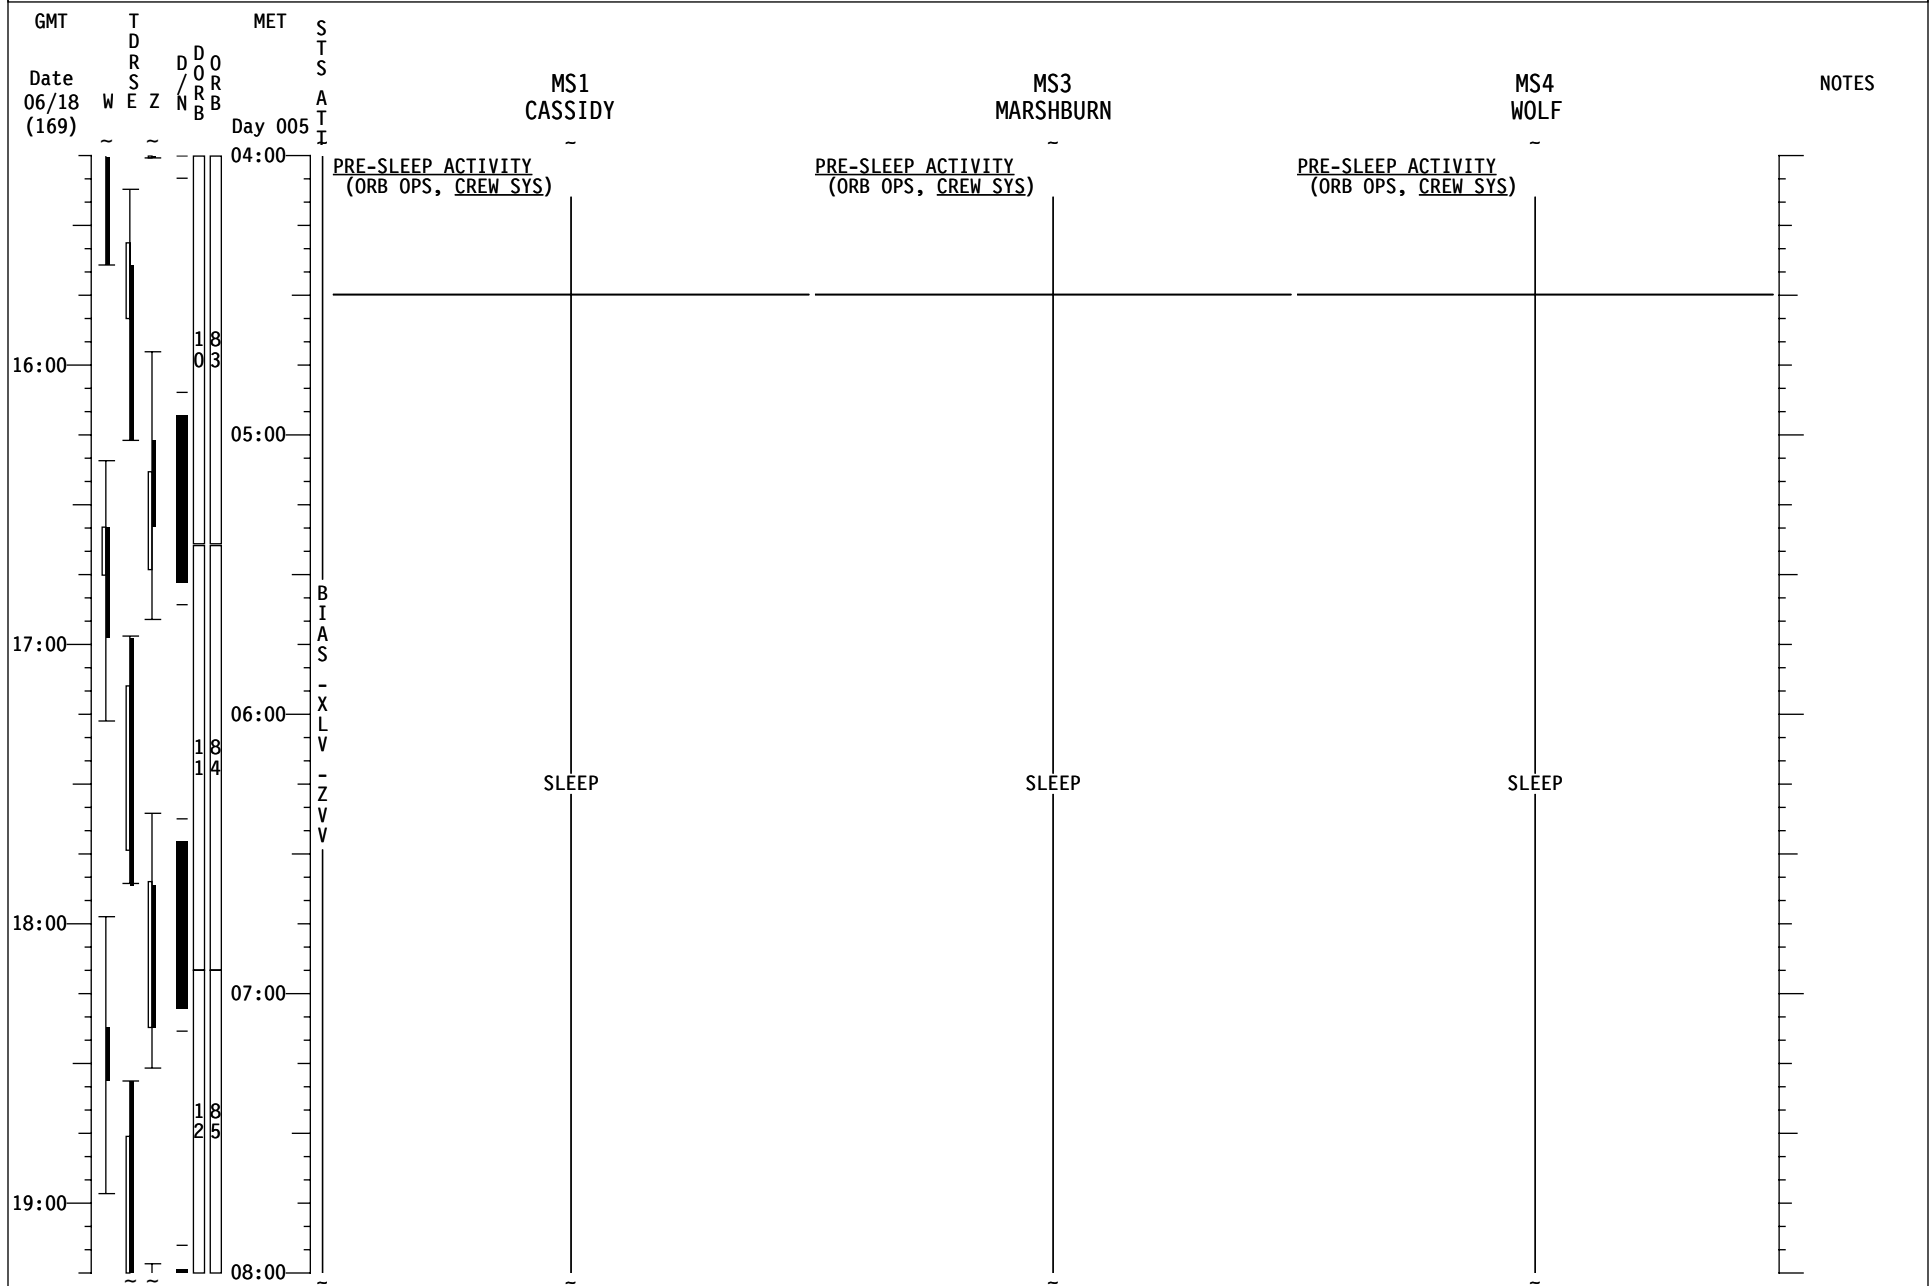 GMT
TDRS
MET
STS ATT
Date
06/18
(169)
W E Z
D/N
DORB
ORB
Day 005
MS1
CASSIDY
MS3
MARSHBURN
MS4
WOLF
NOTES
~ ~ ~ ~ ~
04:00
PRE-SLEEP ACTIVITY
(ORB OPS, CREW SYS)
PRE-SLEEP ACTIVITY
(ORB OPS, CREW SYS)
PRE-SLEEP ACTIVITY
(ORB OPS, CREW SYS)
10
83
16:00
05:00
17:00
BIAS -XLV -ZVV
06:00
11
84
SLEEP
SLEEP
SLEEP
18:00
07:00
12
85
19:00
08:00
~ ~ ~ ~ ~ ~